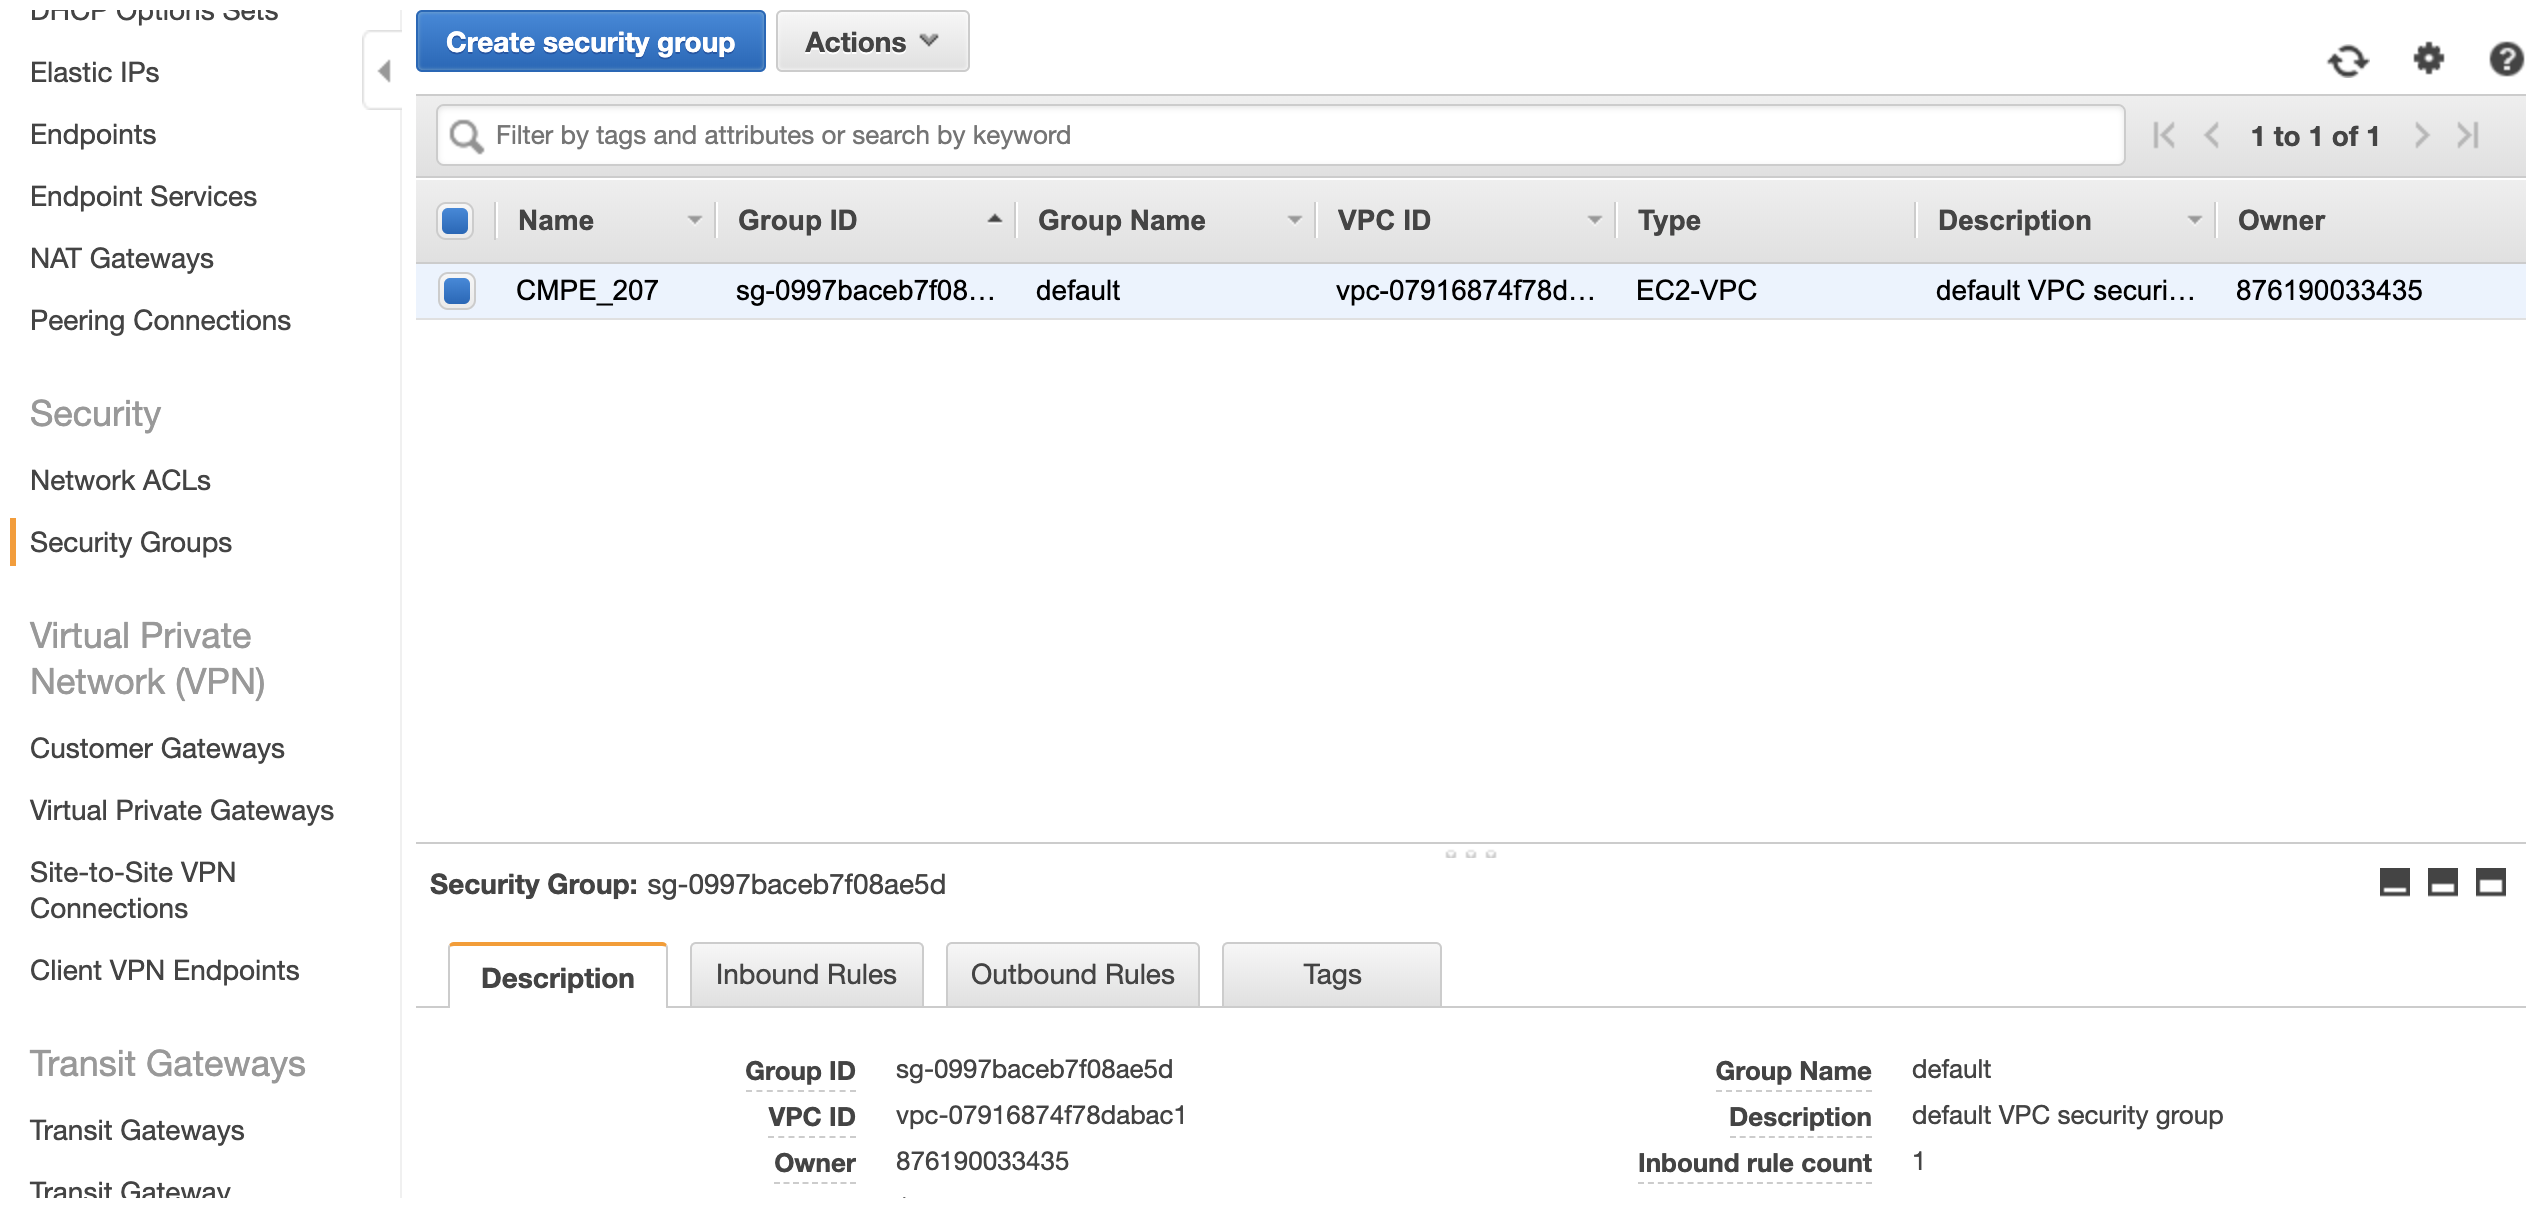 DHCP Options Sets
Elastic IPs
Endpoints
Endpoint Services
NAT Gateways
Peering Connections
Security
Network ACLs
Security Groups
Virtual Private
Network (VPN)
Customer Gateways
Virtual Private Gateways
Site-to-Site VPN
Connections
Client VPN Endpoints
Transit Gateways
Transit Gateways
Transit Gateway
Create security group Actions
Filter by tags and attributes or search by keyword 1 to 1 of 1
Name Group ID Group Name VPC ID Type Description Owner
CMPE_207 sg-0997baceb7f08... default vpc-07916874f78d... EC2-VPC default VPC securi... 876190033435
Security Group: sg-0997baceb7f08ae5d
Description Inbound Rules Outbound Rules Tags
Group ID sg-0997baceb7f08ae5d Group Name default
VPC ID vpc-07916874f78dabac1 Description default VPC security group
Owner 876190033435 Inbound rule count 1